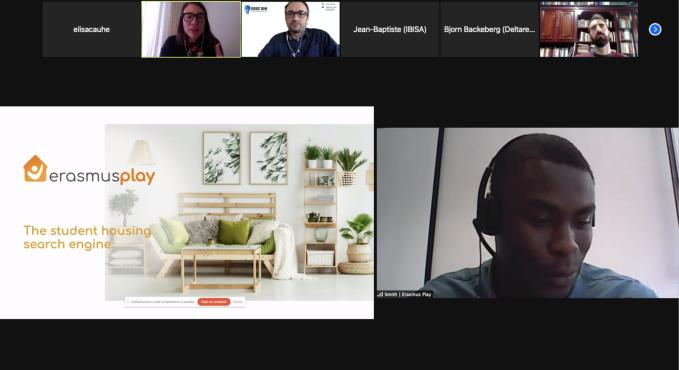 elisacauhe
Jean-Baptiste (IBISA)
Bjorn Backeberg (Deltare...
erasmusplay
The student housing
search engine
Smith | Erasmus Play